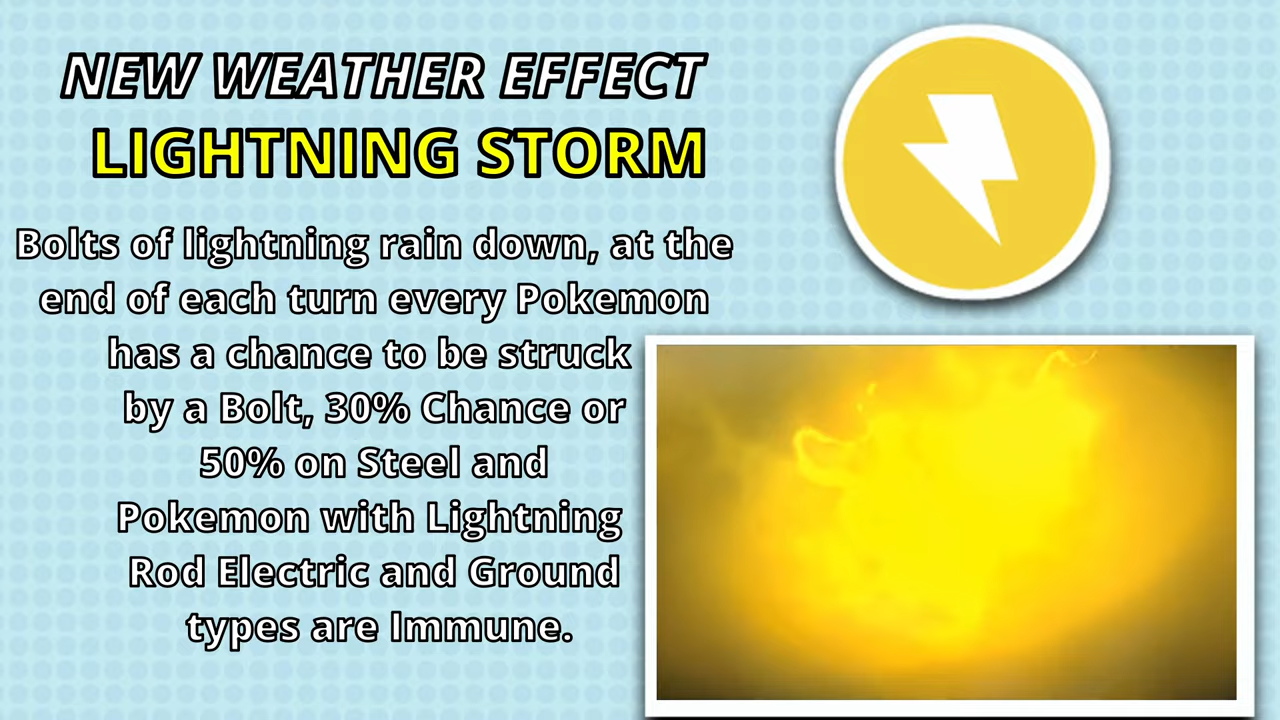 NEW WEATHER EFFECT
LIGHTNING STORM
Bolts of lightning rain down, at the
end of each turn every Pokemon
has a chance to be struck
by a Bolt, 30% Chance or
50% on Steel and
Pokemon with Lightning
Rod Electric and Ground
types are Immune.